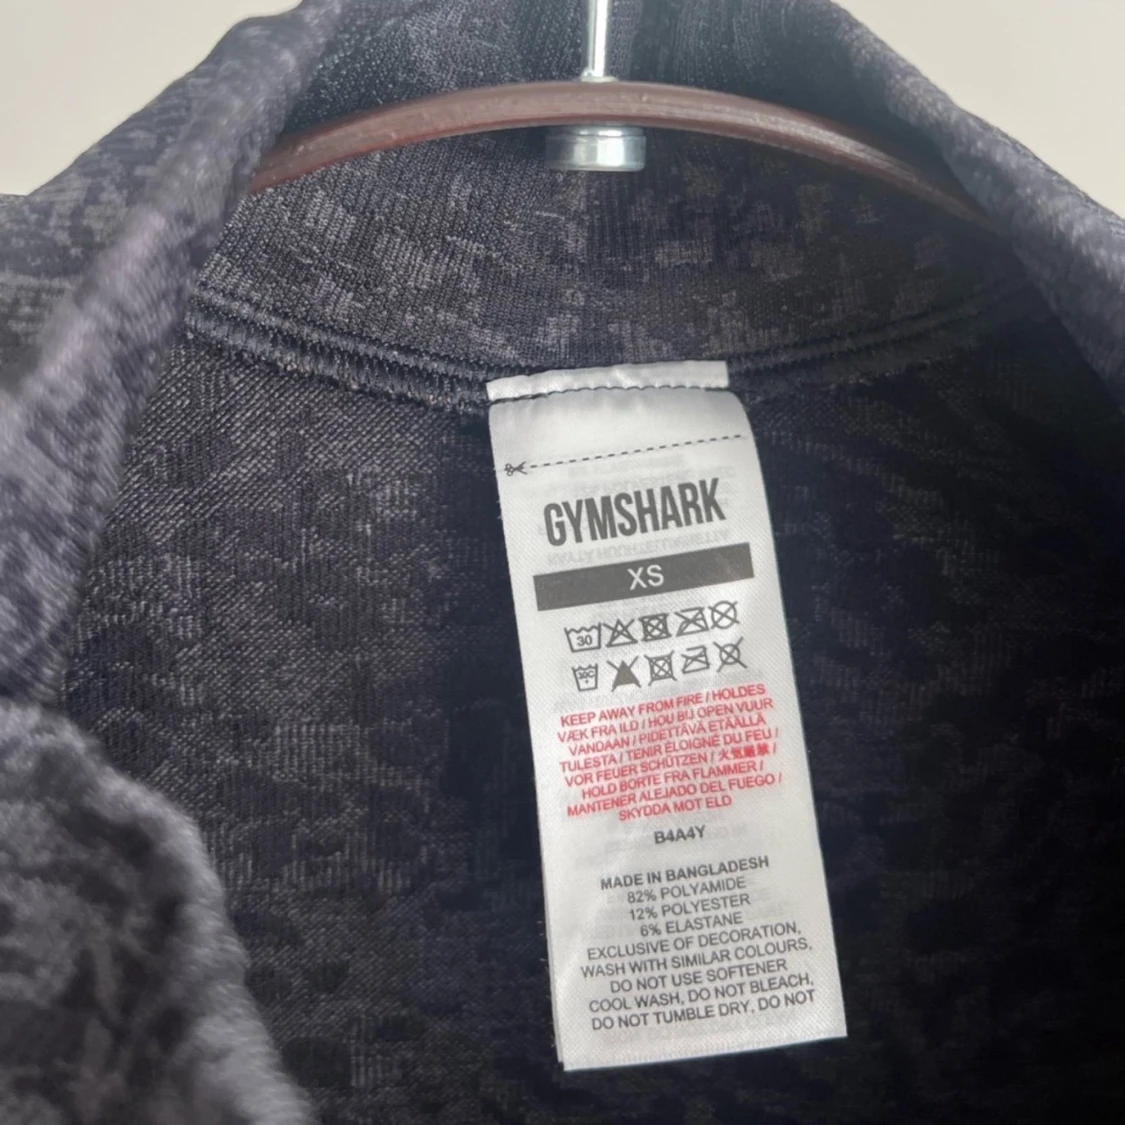 GYMSHARK
XS
30
KEEP AWAY FROM FIRE / HOLDES
VÆK FRA ILD / HOU BIJ OPEN VUUR
VANDAAN / PIDETTÄVÄ ETÄÄLLÄ
TULESTA / TENIR ÉLOIGNÉ DU FEU /
VOR FEUER SCHÜTZEN / 火気厳禁 /
HOLD BORTE FRA FLAMMER /
MANTENER ALEJADO DEL FUEGO /
SKYDDA MOT ELD
B4A4Y
MADE IN BANGLADESH
82% POLYAMIDE
12% POLYESTER
6% ELASTANE
EXCLUSIVE OF DECORATION,
WASH WITH SIMILAR COLOURS,
DO NOT USE SOFTENER
COOL WASH, DO NOT BLEACH,
DO NOT TUMBLE DRY, DO NOT